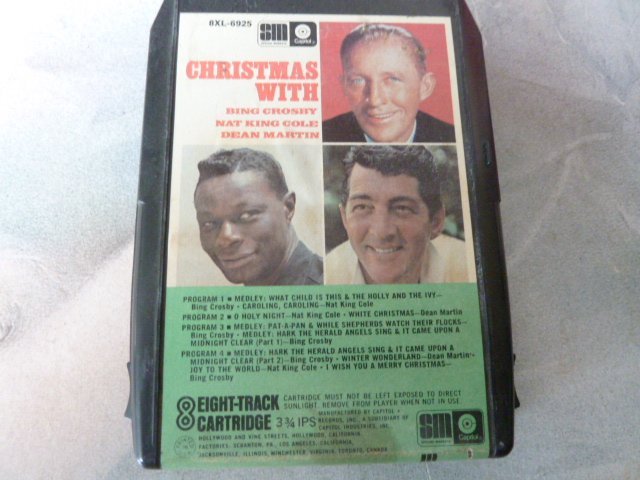 8XL-6925
SM
SPECIAL MARKETS
Capitol
CHRISTMAS
WITH
BING CROSBY
NAT KING COLE
DEAN MARTIN
PROGRAM 1 ■ MEDLEY: WHAT CHILD IS THIS & THE HOLLY AND THE IVY—
Bing Crosby • CAROLING, CAROLING—Nat King Cole
PROGRAM 2 ■ O HOLY NIGHT—Nat King Cole • WHITE CHRISTMAS—Dean Martin
PROGRAM 3 ■ MEDLEY: PAT-A-PAN & WHILE SHEPHERDS WATCH THEIR FLOCKS—
Bing Crosby • MEDLEY: HARK THE HERALD ANGELS SING & IT CAME UPON A
MIDNIGHT CLEAR (Part 1)—Bing Crosby
PROGRAM 4 ■ MEDLEY: HARK THE HERALD ANGELS SING & IT CAME UPON A
MIDNIGHT CLEAR (Part 2)—Bing Crosby • WINTER WONDERLAND—Dean Martin •
JOY TO THE WORLD—Nat King Cole • I WISH YOU A MERRY CHRISTMAS—
Bing Crosby
8 EIGHT-TRACK
CARTRIDGE 3¾ IPS
CARTRIDGE MUST NOT BE LEFT EXPOSED TO DIRECT
SUNLIGHT. REMOVE FROM PLAYER WHEN NOT IN USE.
MANUFACTURED BY CAPITOL
RECORDS, INC., A SUBSIDIARY OF
CAPITOL INDUSTRIES, INC.
HOLLYWOOD AND VINE STREETS, HOLLYWOOD, CALIFORNIA.
FACTORIES: SCRANTON, PA., LOS ANGELES, CALIFORNIA,
JACKSONVILLE, ILLINOIS, WINCHESTER, VIRGINIA, TORONTO, CANADA
SM
SPECIAL MARKETS
Capitol